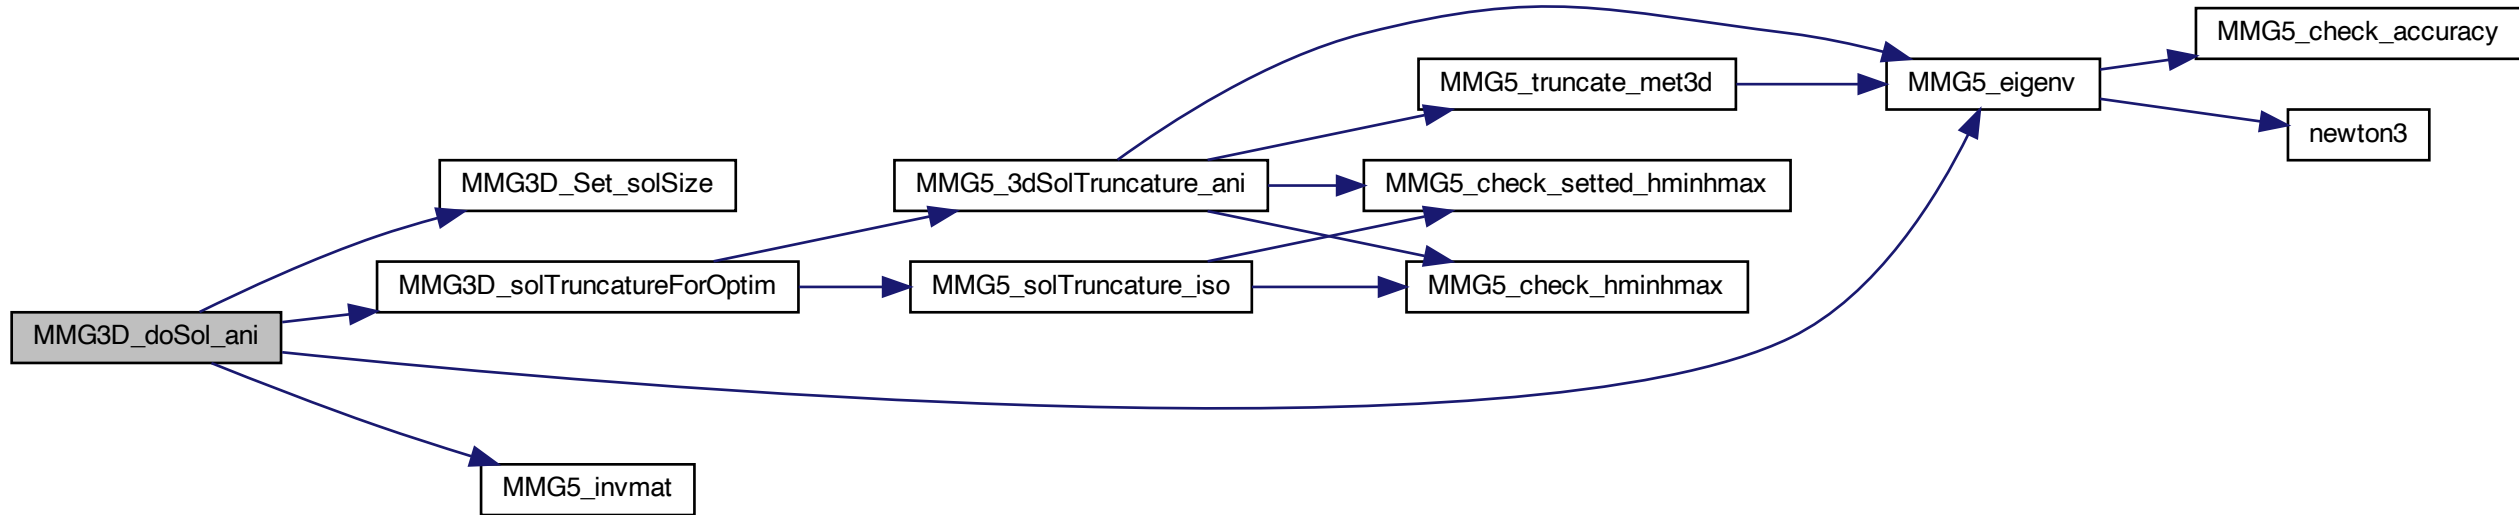 MMG5_check_accuracy
MMG5_truncate_met3d
MMG5_eigenv
newton3
MMG3D_Set_solSize
MMG5_3dSolTruncature_ani
MMG5_check_setted_hminhmax
MMG3D_solTruncatureForOptim
MMG5_solTruncature_iso
MMG5_check_hminhmax
MMG3D_doSol_ani
MMG5_invmat